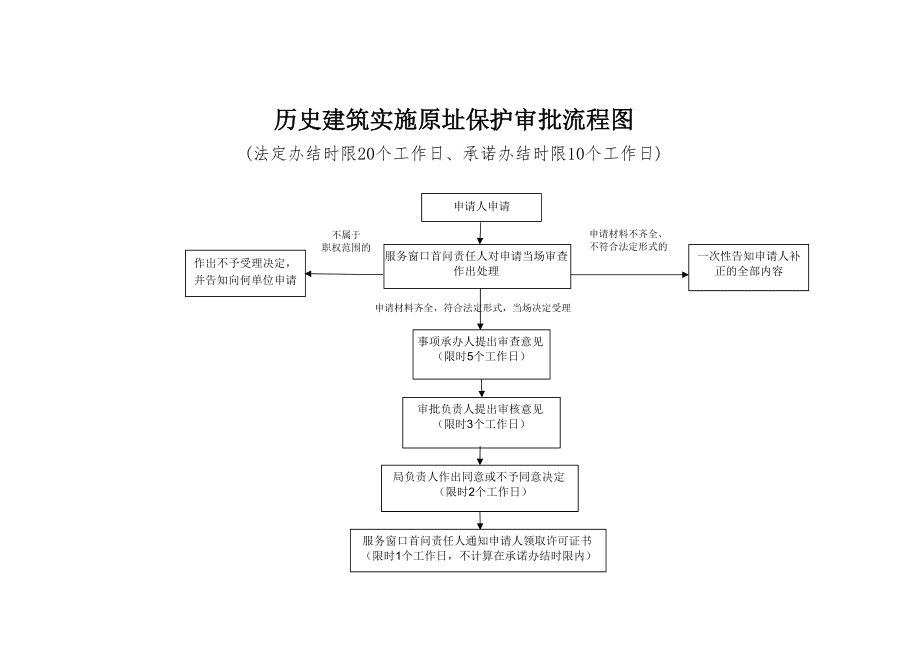 历史建筑实施原址保护审批流程图
(法定办结时限20个工作日、承诺办结时限10个工作日)
申请人申请
不属于
职权范围的
申请材料不齐全、
不符合法定形式的
作出不予受理决定，
并告知向何单位申请
服务窗口首问责任人对申请当场审查
作出处理
一次性告知申请人补
正的全部内容
申请材料齐全，符合法定形式，当场决定受理
事项承办人提出审查意见
（限时5个工作日）
审批负责人提出审核意见
（限时3个工作日）
局负责人作出同意或不予同意决定
（限时2个工作日）
服务窗口首问责任人通知申请人领取许可证书
（限时1个工作日，不计算在承诺办结时限内）